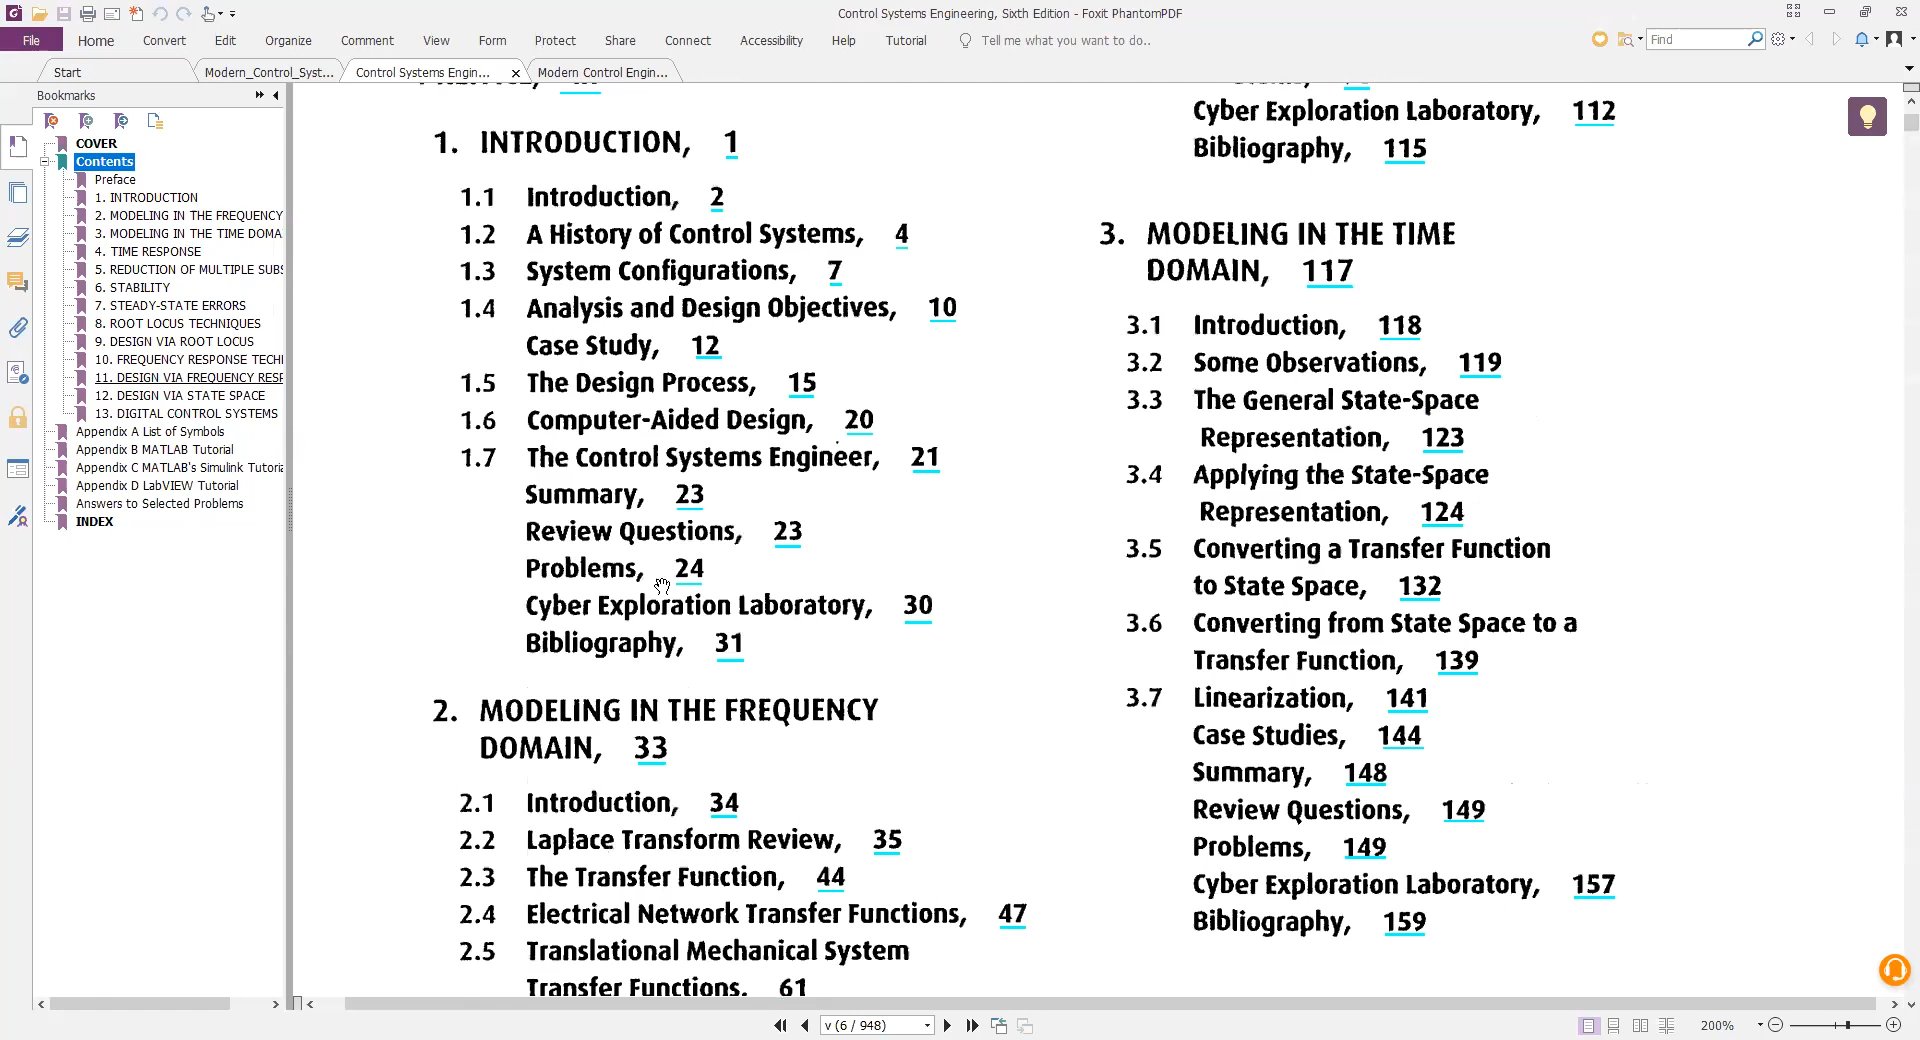 Control Systems Engineering, Sixth Edition - Foxit PhantomPDF
File Home Convert Edit Organize Comment View Form Protect Share Connect Accessibility Help Tutorial Tell me what you want to do.. Find
Start Modern_Control_Syst... Control Systems Engin... Modern Control Engin...
Bookmarks
COVER
Contents
Preface
1. INTRODUCTION
2. MODELING IN THE FREQUENCY
3. MODELING IN THE TIME DOMA
4. TIME RESPONSE
5. REDUCTION OF MULTIPLE SUBS
6. STABILITY
7. STEADY-STATE ERRORS
8. ROOT LOCUS TECHNIQUES
9. DESIGN VIA ROOT LOCUS
10. FREQUENCY RESPONSE TECH
11. DESIGN VIA FREQUENCY RESP
12. DESIGN VIA STATE SPACE
13. DIGITAL CONTROL SYSTEMS
Appendix A List of Symbols
Appendix B MATLAB Tutorial
Appendix C MATLAB's Simulink Tutoria
Appendix D LabVIEW Tutorial
Answers to Selected Problems
INDEX
1. INTRODUCTION, 1
1.1 Introduction, 2
1.2 A History of Control Systems, 4
1.3 System Configurations, 7
1.4 Analysis and Design Objectives, 10
Case Study, 12
1.5 The Design Process, 15
1.6 Computer-Aided Design, 20
1.7 The Control Systems Engineer, 21
Summary, 23
Review Questions, 23
Problems, 24
Cyber Exploration Laboratory, 30
Bibliography, 31
2. MODELING IN THE FREQUENCY
DOMAIN, 33
2.1 Introduction, 34
2.2 Laplace Transform Review, 35
2.3 The Transfer Function, 44
2.4 Electrical Network Transfer Functions, 47
2.5 Translational Mechanical System
Transfer Functions, 61
Cyber Exploration Laboratory, 112
Bibliography, 115
3. MODELING IN THE TIME
DOMAIN, 117
3.1 Introduction, 118
3.2 Some Observations, 119
3.3 The General State-Space
Representation, 123
3.4 Applying the State-Space
Representation, 124
3.5 Converting a Transfer Function
to State Space, 132
3.6 Converting from State Space to a
Transfer Function, 139
3.7 Linearization, 141
Case Studies, 144
Summary, 148
Review Questions, 149
Problems, 149
Cyber Exploration Laboratory, 157
Bibliography, 159
v (6 / 948)
200%